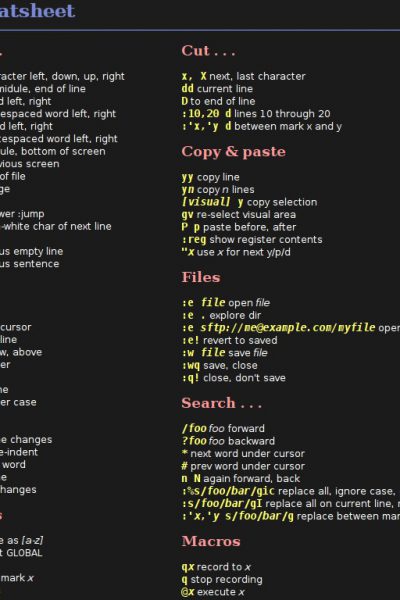 atsheet
racter left, down, up, right
midule, end of line
d left, right
espaced word left, right
d left, right
espaced word left, right
ule, bottom of screen
vious screen
of file
ge
wer :jump
-white char of next line
us empty line
us sentence
cursor
line
w, above
er
ne
er case
e changes
e-indent
word
e
hanges
s
e as [a-z]
t GLOBAL
mark x
Cut . . .
x, X next, last character
dd current line
D to end of line
:10,20 d lines 10 through 20
:'x,'y d between mark x and y
Copy & paste
yy copy line
yn copy n lines
[visual] y copy selection
gv re-select visual area
P p paste before, after
:reg show register contents
"x use x for next y/p/d
Files
:e file open file
:e . explore dir
:e sftp://me@example.com/myfile open
:e! revert to saved
:w file save file
:wq save, close
:q! close, don't save
Search . . .
/foo foo forward
?foo foo backward
* next word under cursor
# prev word under cursor
n N again forward, back
:%s/foo/bar/gic replace all, ignore case,
:s/foo/bar/gI replace all on current line, m
:'x,'y s/foo/bar/g replace between mar
Macros
qx record to x
q stop recording
@x execute x